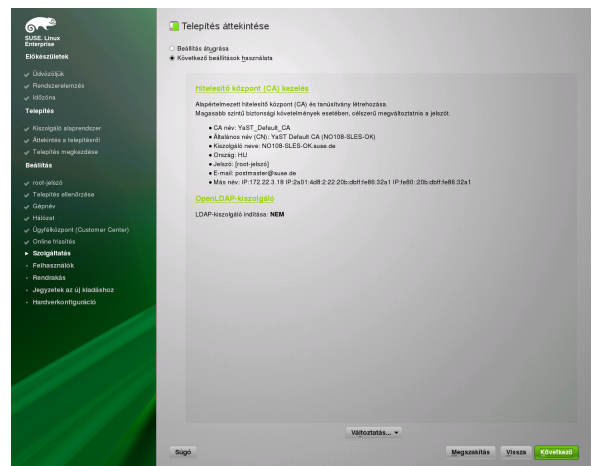 SUSE. Linux
Enterprise
Előkészületek
Üdvözöljük
Rendszerelemzés
Időzóna
Telepítés
Kiszolgáló alaprendszer
Áttekintés a telepítésről
Telepítés megkezdése
Beállítás
root-jelszó
Telepítés ellenőrzése
Gépnév
Hálózat
Ügyfélközpont (Customer Center)
Online frissítés
Szolgáltatás
Felhasználók
Rendrakás
Jegyzetek az új kiadáshoz
Hardverkonfiguráció
Telepítés áttekintése
Beállítás átugrása
Következő beállítások használata
Hitelesítő központ (CA) kezelés
Alapértelmezett hitelesítő központ (CA) és tanúsítvány létrehozása.
Magasabb szintű biztonsági követelmények esetében, célszerű megváltoztatnia a jelszót.
CA név: YaST_Default_CA
Általános név (CN): YaST Default CA (NO108-SLES-OK)
Kiszolgáló neve: NO108-SLES-OK.suse.de
Ország: HU
Jelszó: [root-jelszó]
E-mail: postmaster@suse.de
Más név: IP:172.22.3.18 IP:2a01:4d8:2:22:20b:dbff:fe86:32a1 IP:fe80::20b:dbff:fe86:32a1
OpenLDAP-kiszolgáló
LDAP-kiszolgáló indítása: NEM
Változtatás...
Súgó
Megszakítás
Vissza
Következő